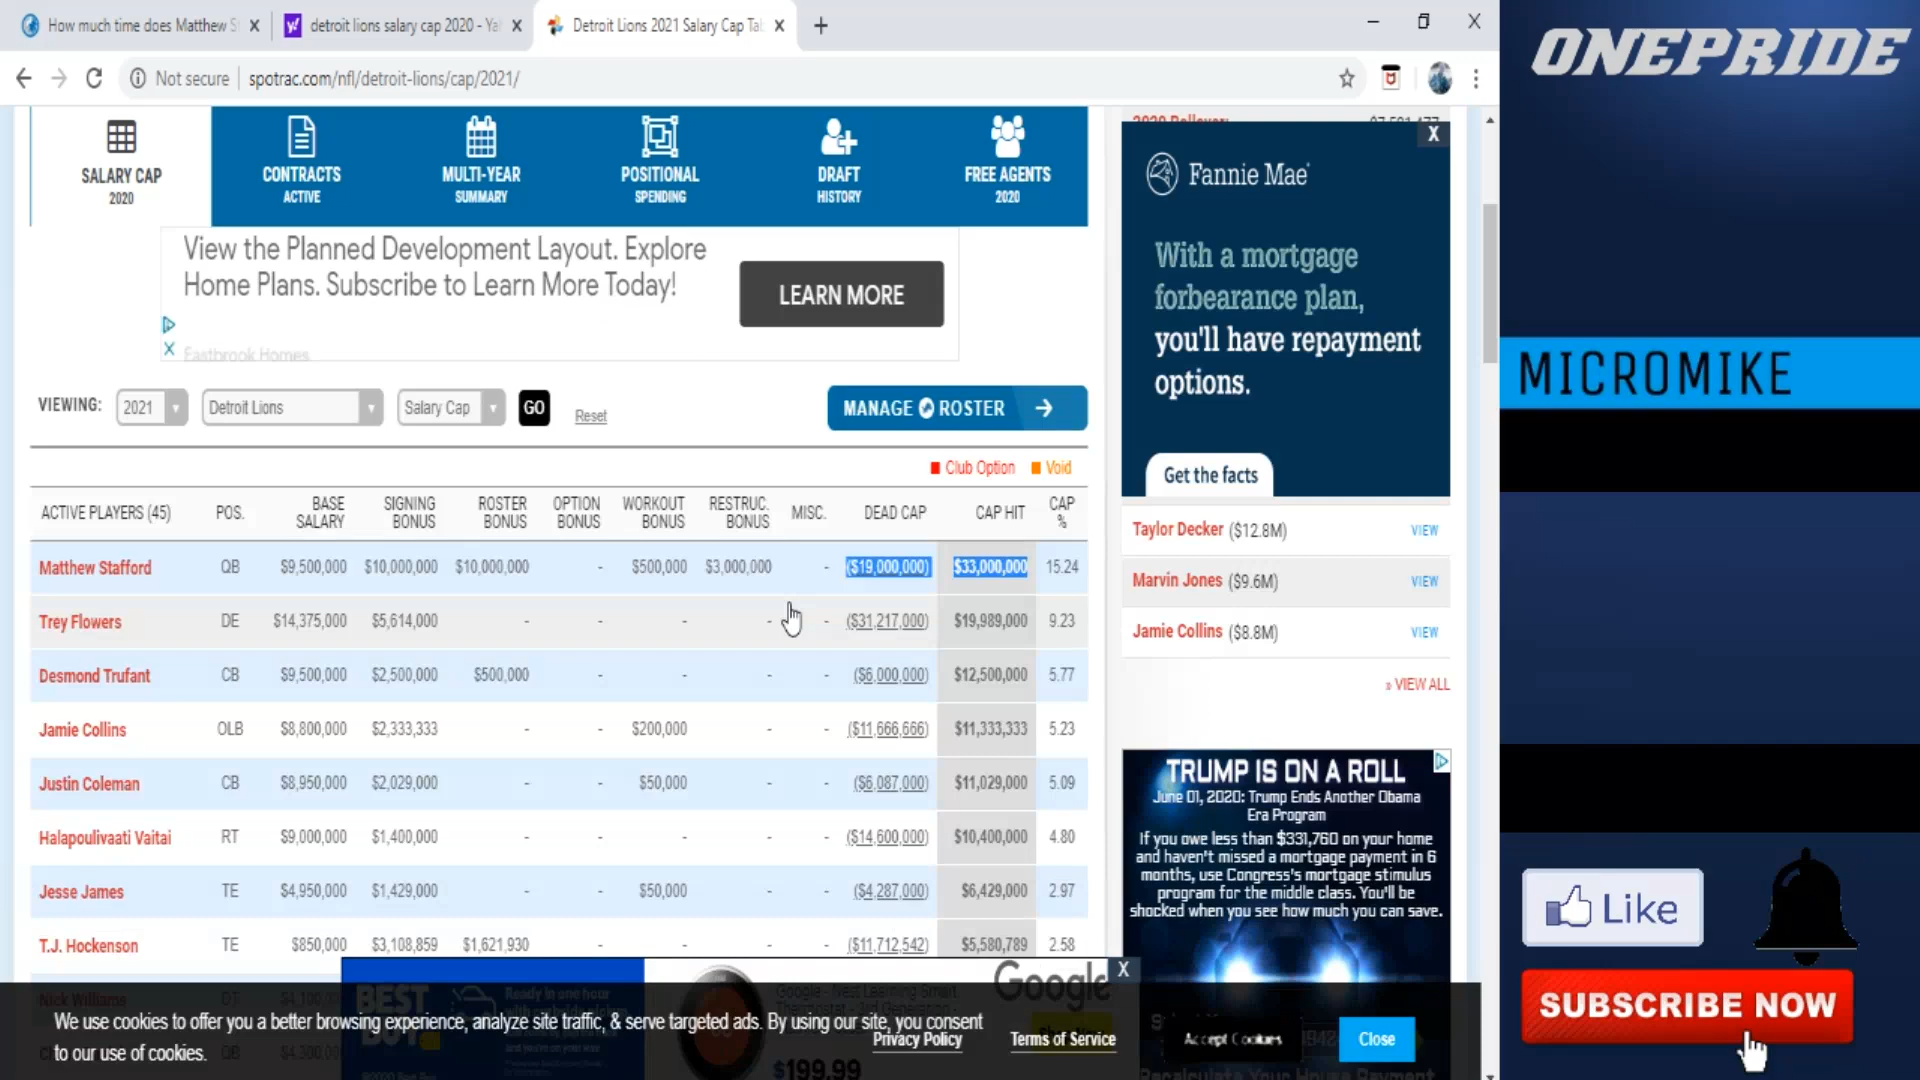 How much time does Matthew S
detroit lions salary cap 2020 - Ya
Detroit Lions 2021 Salary Cap Ta
Not secure
spotrac.com/nfl/detroit-lions/cap/2021/
SALARY CAP
2020
CONTRACTS
ACTIVE
MULTI-YEAR
SUMMARY
POSITIONAL
SPENDING
DRAFT
HISTORY
FREE AGENTS
2020
View the Planned Development Layout. Explore
Home Plans. Subscribe to Learn More Today!
LEARN MORE
Eastbrook Homes
VIEWING:
2021
Detroit Lions
Salary Cap
GO
Reset
MANAGE ROSTER
Club Option
Void
ACTIVE PLAYERS (45) POS. BASE SALARY SIGNING BONUS ROSTER BONUS OPTION BONUS WORKOUT BONUS RESTRUC. BONUS MISC. DEAD CAP CAP HIT CAP %
Matthew Stafford QB $9,500,000 $10,000,000 $10,000,000 - $500,000 $3,000,000 - ($19,000,000) $33,000,000 15.24
Trey Flowers DE $14,375,000 $5,614,000 - - - - - ($31,217,000) $19,989,000 9.23
Desmond Trufant CB $9,500,000 $2,500,000 $500,000 - - - - ($6,000,000) $12,500,000 5.77
Jamie Collins OLB $8,800,000 $2,333,333 - - $200,000 - - ($11,666,666) $11,333,333 5.23
Justin Coleman CB $8,950,000 $2,029,000 - - $50,000 - - ($6,087,000) $11,029,000 5.09
Halapoulivaati Vaitai RT $9,000,000 $1,400,000 - - - - - ($14,600,000) $10,400,000 4.80
Jesse James TE $4,950,000 $1,429,000 - - $50,000 - - ($4,287,000) $6,429,000 2.97
T.J. Hockenson TE $850,000 $3,108,859 $1,621,930 - - - - ($11,712,542) $5,580,789 2.58
Nick Williams
BEST
BUY
Ready in one hour
Google
$199.99
We use cookies to offer you a better browsing experience, analyze site traffic, & serve targeted ads. By using our site, you consent
to our use of cookies.
Privacy Policy
Terms of Service
Accept Cookies
Close
2020 Rollover:
X
Fannie Mae
With a mortgage
forbearance plan,
you'll have repayment
options.
Get the facts
Taylor Decker ($12.8M) VIEW
Marvin Jones ($9.6M) VIEW
Jamie Collins ($8.8M) VIEW
» VIEW ALL
TRUMP IS ON A ROLL
June 01, 2020: Trump Ends Another Obama
Era Program
If you owe less than $331,760 on your home
and haven't missed a mortgage payment in 6
months, use Congress's mortgage stimulus
program for the middle class. You'll be
shocked when you see how much you can save.
Recalculate Your House Payment
ONEPRIDE
MICROMIKE
Like
SUBSCRIBE NOW